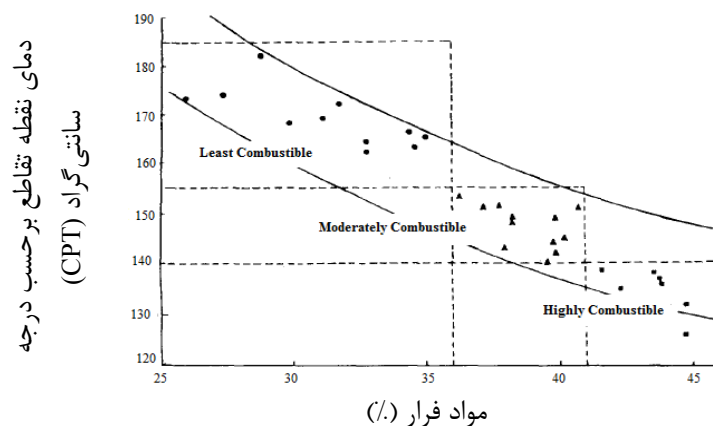 دمای نقطه تقاطع برحسب درجه
سانتی‌گراد (CPT))
190
180
170
160
150
140
130
120
Least Combustible
Moderately Combustible
Highly Combustible
25
30
35
40
45
مواد فرار (٪)